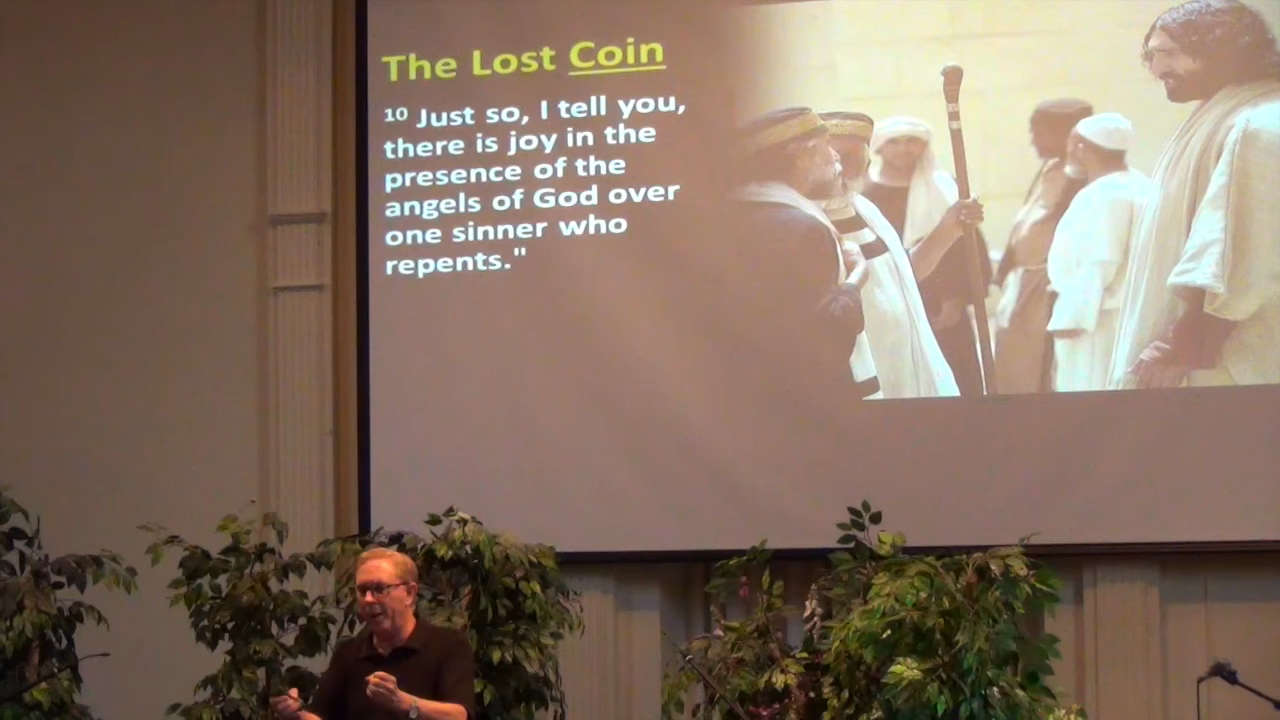 The Lost Coin
10 Just so, I tell you,
there is joy in the
presence of the
angels of God over
one sinner who
repents."